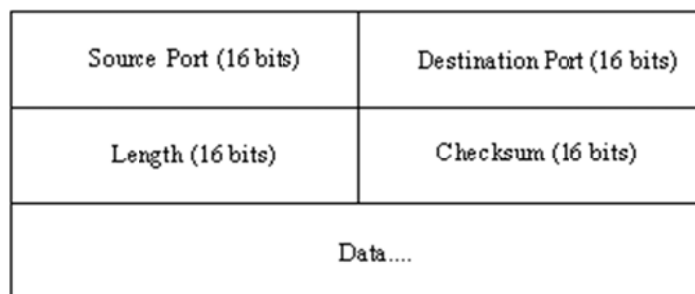 Source Port (16 bits)
Destination Port (16 bits)
Length (16 bits)
Checksum (16 bits)
Data....